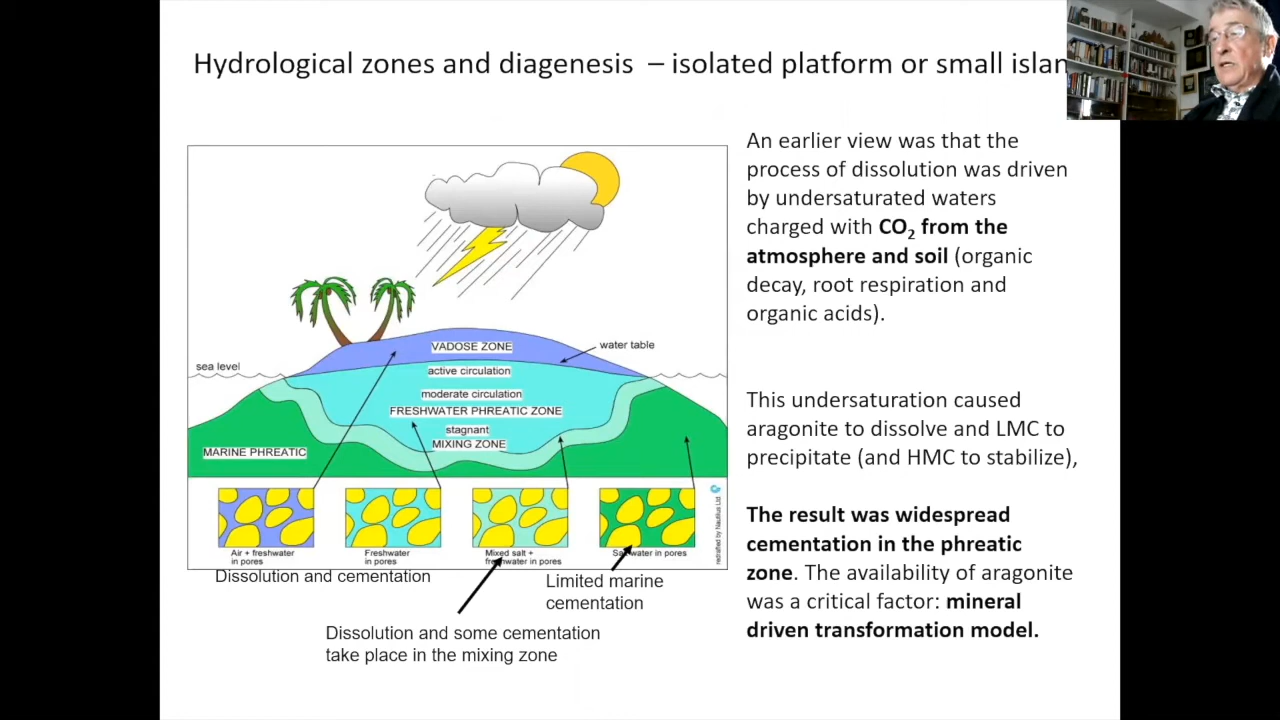 Hydrological zones and diagenesis – isolated platform or small islan
An earlier view was that the
process of dissolution was driven
by undersaturated waters
charged with CO₂ from the
atmosphere and soil (organic
decay, root respiration and
organic acids).
This undersaturation caused
aragonite to dissolve and LMC to
precipitate (and HMC to stabilize),
The result was widespread
cementation in the phreatic
zone. The availability of aragonite
was a critical factor: mineral
driven transformation model.
sea level
VADOSE ZONE
water table
active circulation
moderate circulation
FRESHWATER PHREATIC ZONE
stagnant
MIXING ZONE
MARINE PHREATIC
Air + freshwater
in pores
Freshwater
in pores
Mixed salt +
freshwater in pores
Saltwater in pores
redrafted by Nautilus Ltd.
Dissolution and cementation
Limited marine
cementation
Dissolution and some cementation
take place in the mixing zone